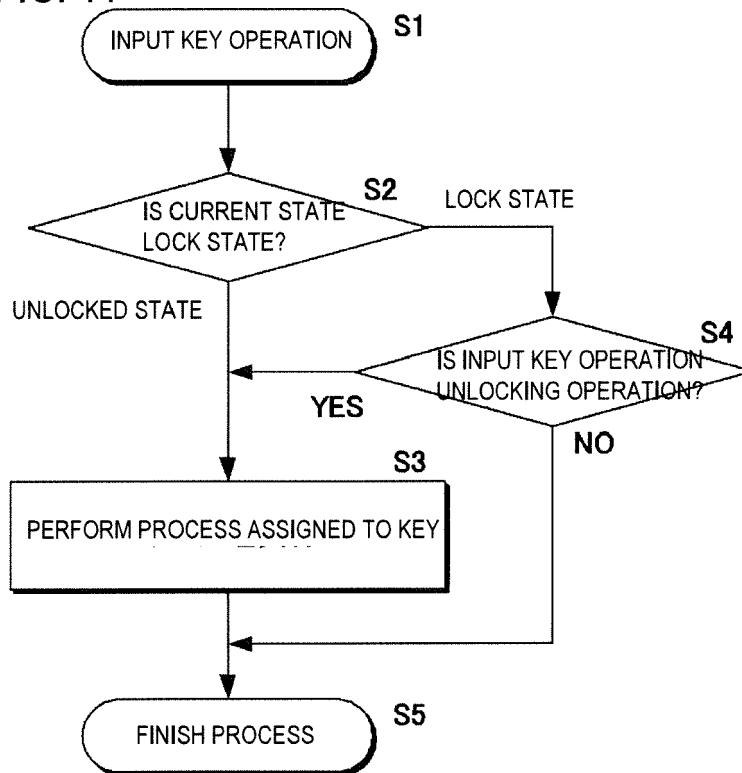 INPUT KEY OPERATION
S1
S2
IS CURRENT STATE
LOCK STATE?
LOCK STATE
UNLOCKED STATE
S4
IS INPUT KEY OPERATION
UNLOCKING OPERATION?
YES
NO
S3
PERFORM PROCESS ASSIGNED TO KEY
FINISH PROCESS
S5